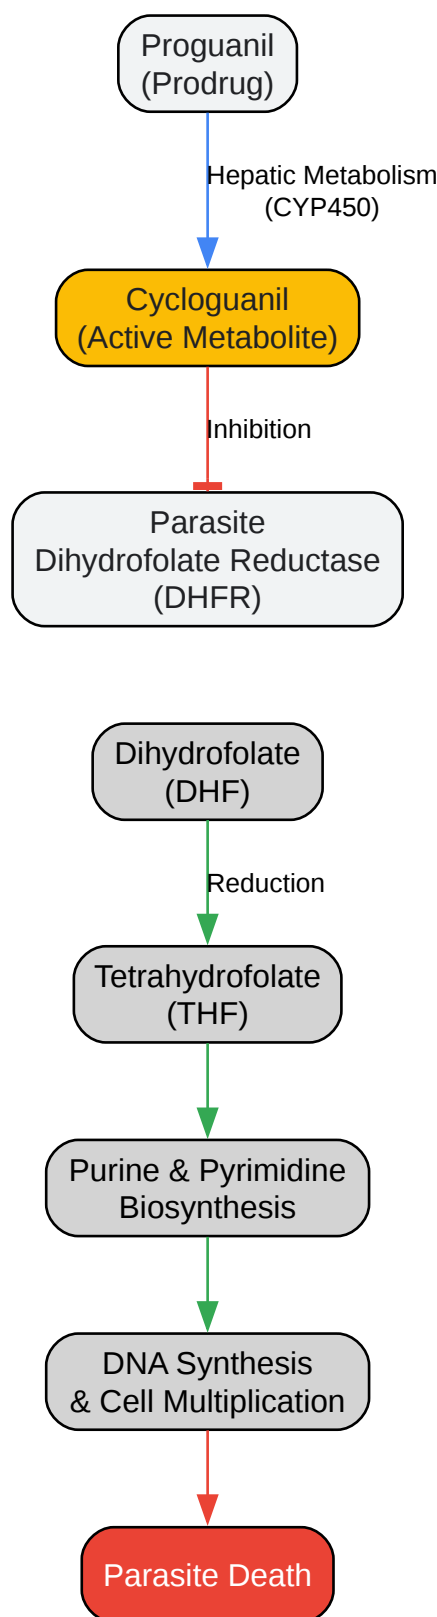 Proguanil
(Prodrug)
Hepatic Metabolism
(CYP450)
Cycloguanil
(Active Metabolite)
Inhibition
Parasite
Dihydrofolate Reductase
(DHFR)
Dihydrofolate
(DHF)
Reduction
Tetrahydrofolate
(THF)
Purine & Pyrimidine
Biosynthesis
DNA Synthesis
& Cell Multiplication
Parasite Death